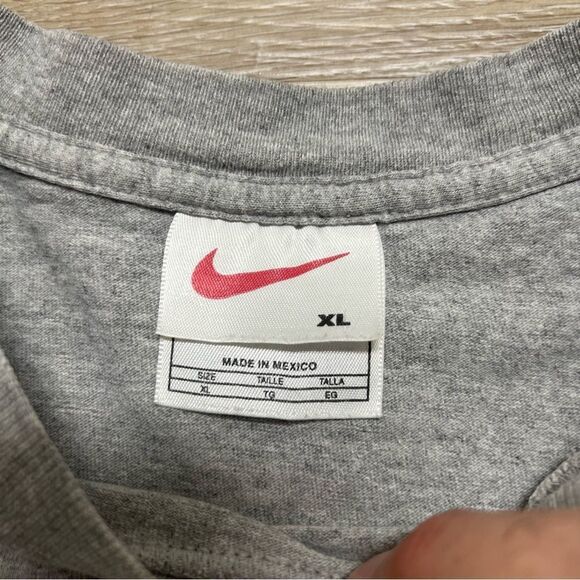 XL
MADE IN MEXICO
SIZE TAILLE TALLA
XL TG EG